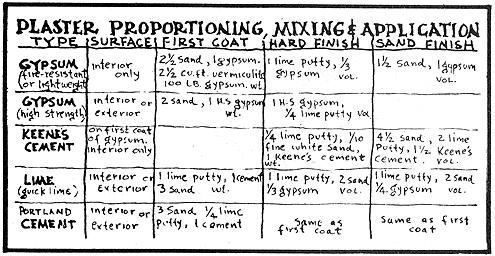 PLASTER PROPORTIONING, MIXING & APPLICATION
TYPE SURFACE FIRST COAT HARD FINISH SAND FINISH
GYPSUM
fire-resistant
or lightweight
interior
only
2½ sand, 1 gypsum.
2½ cu.ft. vermiculite
100 LB. gypsum. wt.
1 lime putty, ⅓
gypsum vol.
1½ sand, 1 gypsum
vol.
GYPSUM
(high strength)
interior or
exterior
2 sand, 1 H.S gypsum
wt.
1 H.S gypsum,
¼ lime putty vol
KEENE'S
CEMENT
on first coat
of gypsum.
interior only
¼ lime putty, 1/10
fine white sand,
1 Keene's cement
wt.
4½ sand, 2 lime
Putty, 1½ Keene's
cement. vol.
LIME
(quick lime)
interior or
exterior
1 lime putty, 1 cement
3 sand wt.
1 lime putty, 2 sand
⅓ gypsum vol.
1 lime putty, 2 sand
¼ gypsum vol.
PORTLAND
CEMENT
interior or
exterior
3 Sand ¼ lime
putty, 1 cement
same as
first coat
same as first
coat